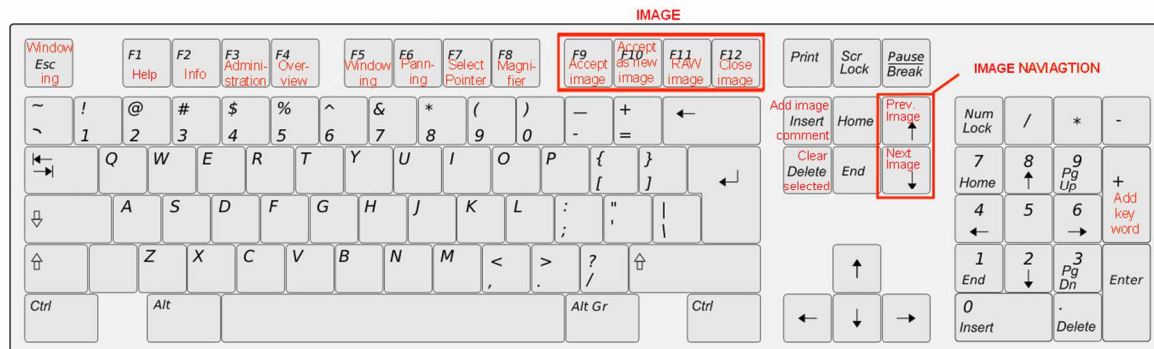 IMAGE
Window
Esc
ing
F1
Help
F2
Info
F3
Admini-
stration
F4
Over-
view
F5
Window
ing
F6
Pann-
ing
F7
Select
Pointer
F8
Magni-
fier
F9
Accept
image
Accept
F10
as new
image
F11
RAW
image
F12
Close
image
Print
Scr
Lock
Pause
Break
IMAGE NAVIAGTION
~ ! @ # $ % ^ & * ( ) — + ←
` 1 2 3 4 5 6 7 8 9 0 - =
Add image
Insert
comment
Home
Prev.
Image
↑
Num
Lock
/ * -
Q W E R T Y U I O P { }
[ ]
Clear
Delete
selected
End
Next
Image
↓
7
Home
8
↑
9
Pg
Up
+
Add
key
word
A S D F G H J K L : " |
; ' \
4
←
5
6
→
Z X C V B N M < > ?
, . /
↑
1
End
2
↓
3
Pg
Dn
Enter
Ctrl
Alt
Alt Gr
Ctrl
← ↓ →
0
Insert
.
Delete